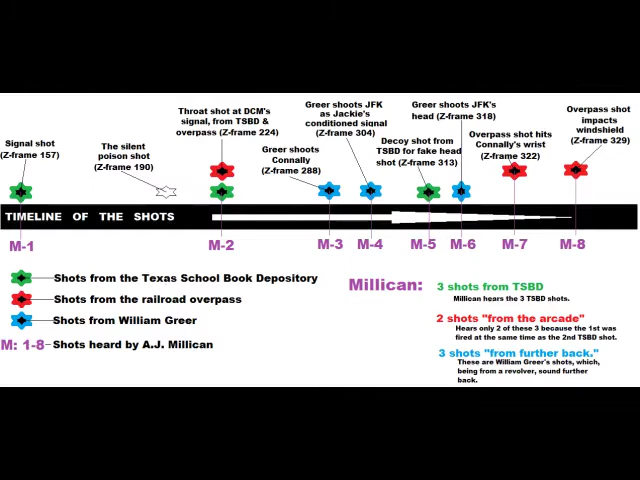 Signal shot
(Z-frame 157)
The silent
poison shot
(Z-frame 190)
Throat shot at DCM's
signal, from TSBD &
overpass (Z-frame 224)
Greer shoots
Connally
(Z-frame 288)
Greer shoots JFK
as Jackie's
conditioned signal
(Z-frame 304)
Decoy shot from
TSBD for fake head
shot (Z-frame 313)
Greer shoots JFK's
head (Z-frame 318)
Overpass shot hits
Connally's wrist
(Z-frame 322)
Overpass shot
impacts
windshield
(Z-frame 329)
TIMELINE OF THE SHOTS
M-1
M-2
M-3
M-4
M-5
M-6
M-7
M-8
Shots from the Texas School Book Depository
Shots from the railroad overpass
Shots from William Greer
M: 1-8 Shots heard by A.J. Millican
Millican:
3 shots from TSBD
Millican hears the 3 TSBD shots.
2 shots "from the arcade"
Hears only 2 of these 3 because the 1st was
fired at the same time as the 2nd TSBD shot.
3 shots "from further back."
These are William Greer's shots, which,
being from a revolver, sound further
back.